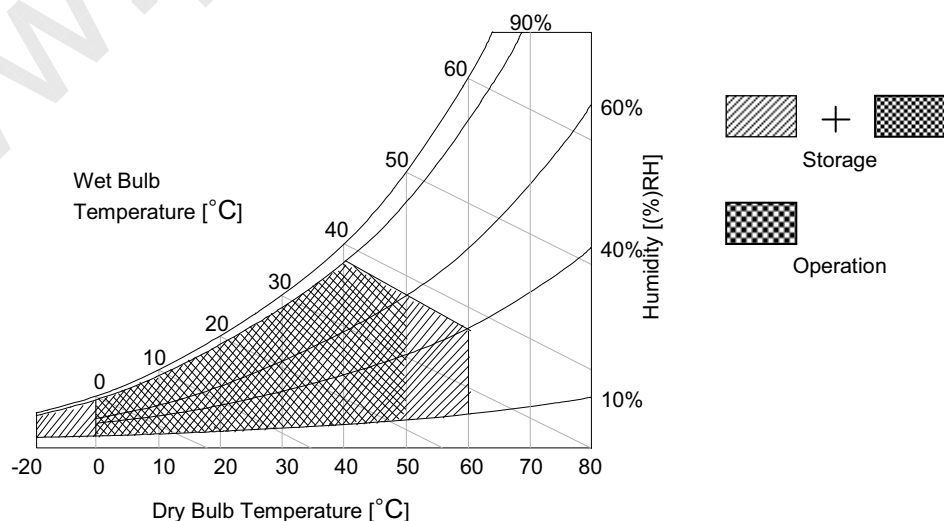 90%
60
60%
50
Wet Bulb
Temperature [°C]
40
40%
30
20
10
0
10%
Humidity [(%)RH]
-20 0 10 20 30 40 50 60 70 80
Dry Bulb Temperature [°C]
+
Storage
Operation